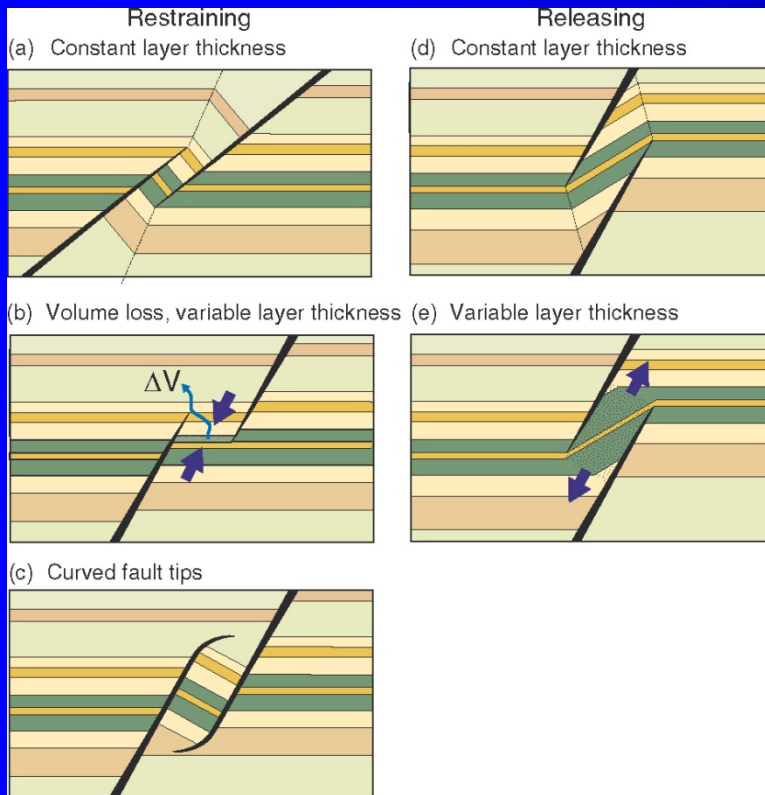 Restraining
(a) Constant layer thickness
(b) Volume loss, variable layer thickness
ΔV
(c) Curved fault tips
Releasing
(d) Constant layer thickness
(e) Variable layer thickness